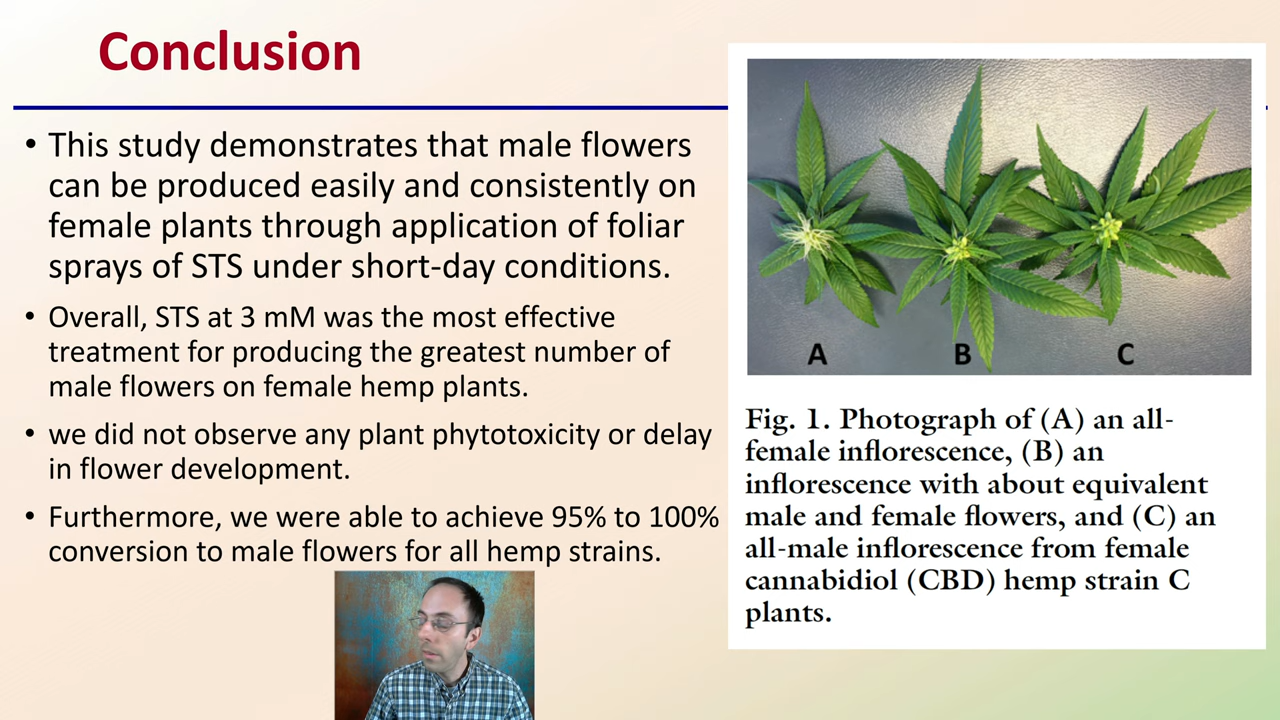 Conclusion
• This study demonstrates that male flowers
can be produced easily and consistently on
female plants through application of foliar
sprays of STS under short-day conditions.
• Overall, STS at 3 mM was the most effective
treatment for producing the greatest number of
male flowers on female hemp plants.
• we did not observe any plant phytotoxicity or delay
in flower development.
• Furthermore, we were able to achieve 95% to 100%
conversion to male flowers for all hemp strains.
A B C
Fig. 1. Photograph of (A) an all-
female inflorescence, (B) an
inflorescence with about equivalent
male and female flowers, and (C) an
all-male inflorescence from female
cannabidiol (CBD) hemp strain C
plants.